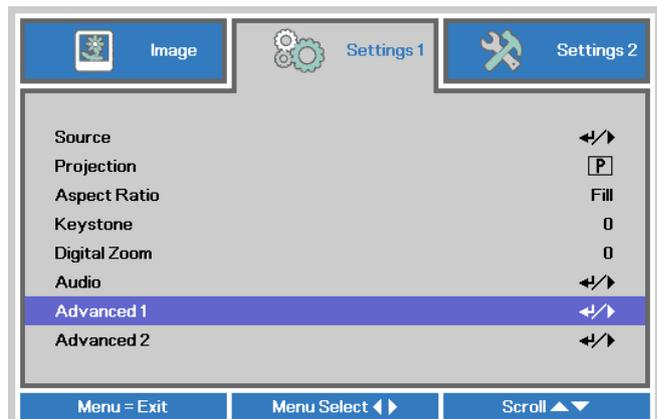 Image Settings 1 Settings 2
Source ↵/▶
Projection P
Aspect Ratio Fill
Keystone 0
Digital Zoom 0
Audio ↵/▶
Advanced 1 ↵/▶
Advanced 2 ↵/▶
Menu = Exit Menu Select ◀▶ Scroll ▲▼